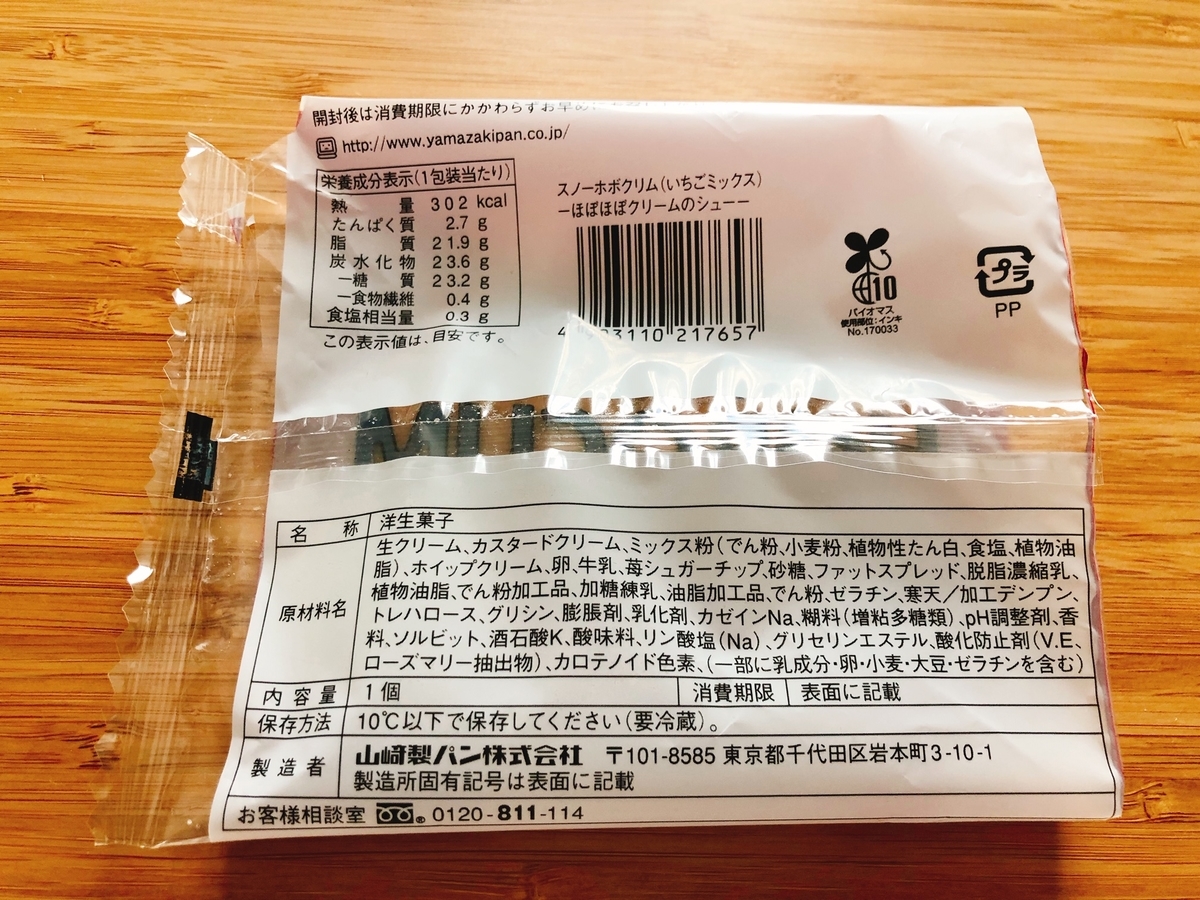 開封後は消費期限にかかわらずお早めに
http://www.yamazakipan.co.jp/
栄養成分表示(1包装当たり)
熱量 302 kcal
たんぱく質 2.7 g
脂質 21.9 g
炭水化物 23.6 g
－糖質 23.2 g
－食物繊維 0.4 g
食塩相当量 0.3 g
この表示値は、目安です。
スノーホボクリム(いちごミックス)
ーほぼほぼクリームのシューー
3110 217657
10
バイオマス
使用部位:インキ
No.170033
プラ
PP
名称 洋生菓子
原材料名
生クリーム、カスタードクリーム、ミックス粉(でん粉、小麦粉、植物性たん白、食塩、植物油
脂)、ホイップクリーム、卵、牛乳、苺シュガーチップ、砂糖、ファットスプレッド、脱脂濃縮乳、
植物油脂、でん粉加工品、加糖練乳、油脂加工品、でん粉、ゼラチン、寒天/加工デンプン、
トレハロース、グリシン、膨脹剤、乳化剤、カゼインNa、糊料(増粘多糖類)、pH調整剤、香
料、ソルビット、酒石酸K、酸味料、リン酸塩(Na)、グリセリンエステル、酸化防止剤(V.E、
ローズマリー抽出物)、カロテノイド色素、(一部に乳成分・卵・小麦・大豆・ゼラチンを含む)
内容量 1個 消費期限 表面に記載
保存方法 10℃以下で保存してください(要冷蔵)。
製造者 山崎製パン株式会社 〒101-8585 東京都千代田区岩本町3-10-1
製造所固有記号は表面に記載
お客様相談室 0120-811-114